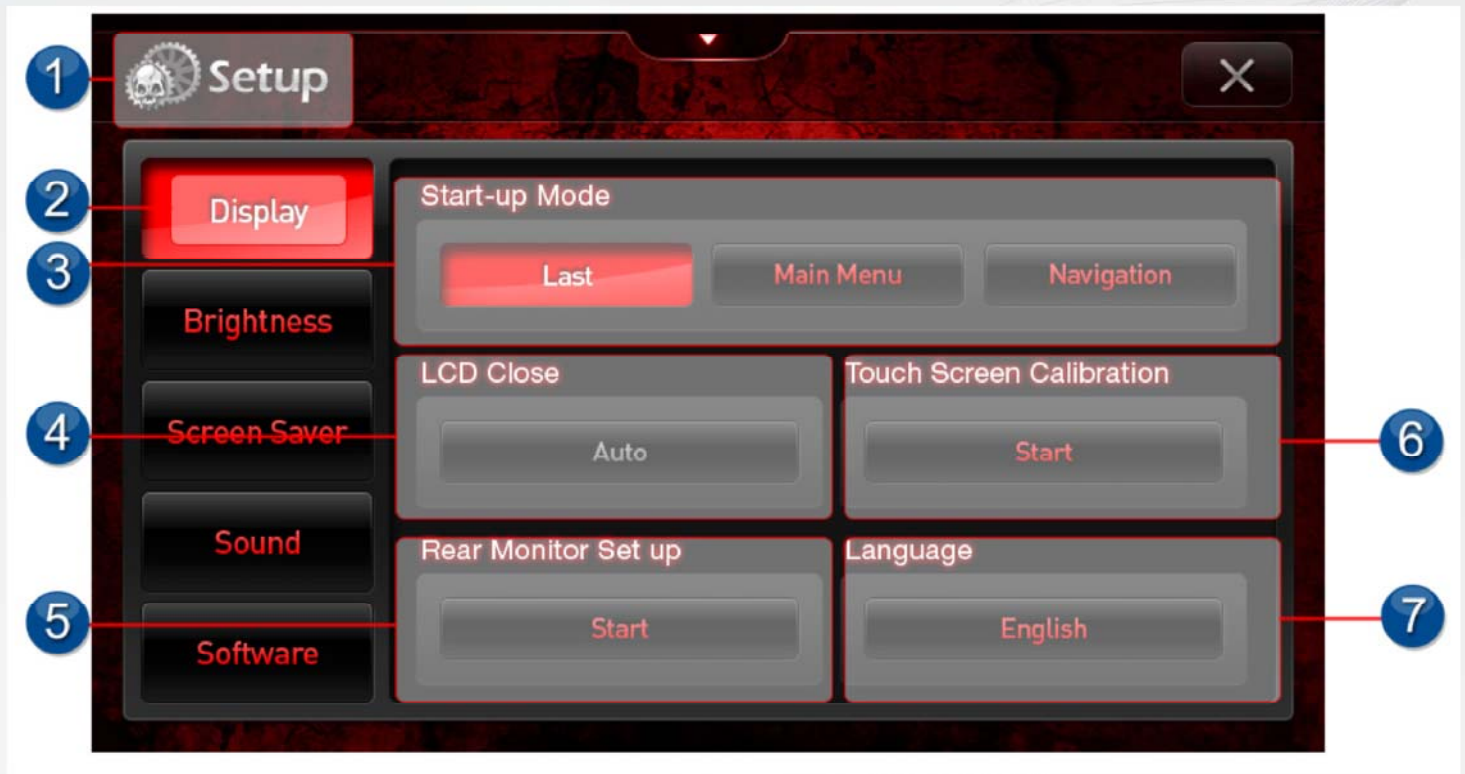 1
Setup
2
Display
3
Brightness
4
Screen Saver
Sound
5
Software
Start-up Mode
Last
Main Menu
Navigation
LCD Close
Auto
Touch Screen Calibration
Start
6
Rear Monitor Set up
Start
Language
English
7